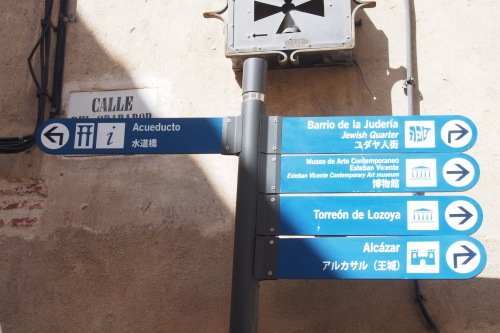 CALLE
DEL GRABADOR
Acueducto
水道橋
i
Barrio de la Judería
Jewish Quarter
ユダヤ人街
Museo de Arte Contemporaneo
Esteban Vicente
Esteban Vicente Contemporary Art museum
博物館
Torreón de Lozoya
Alcázar
アルカサル（王城）